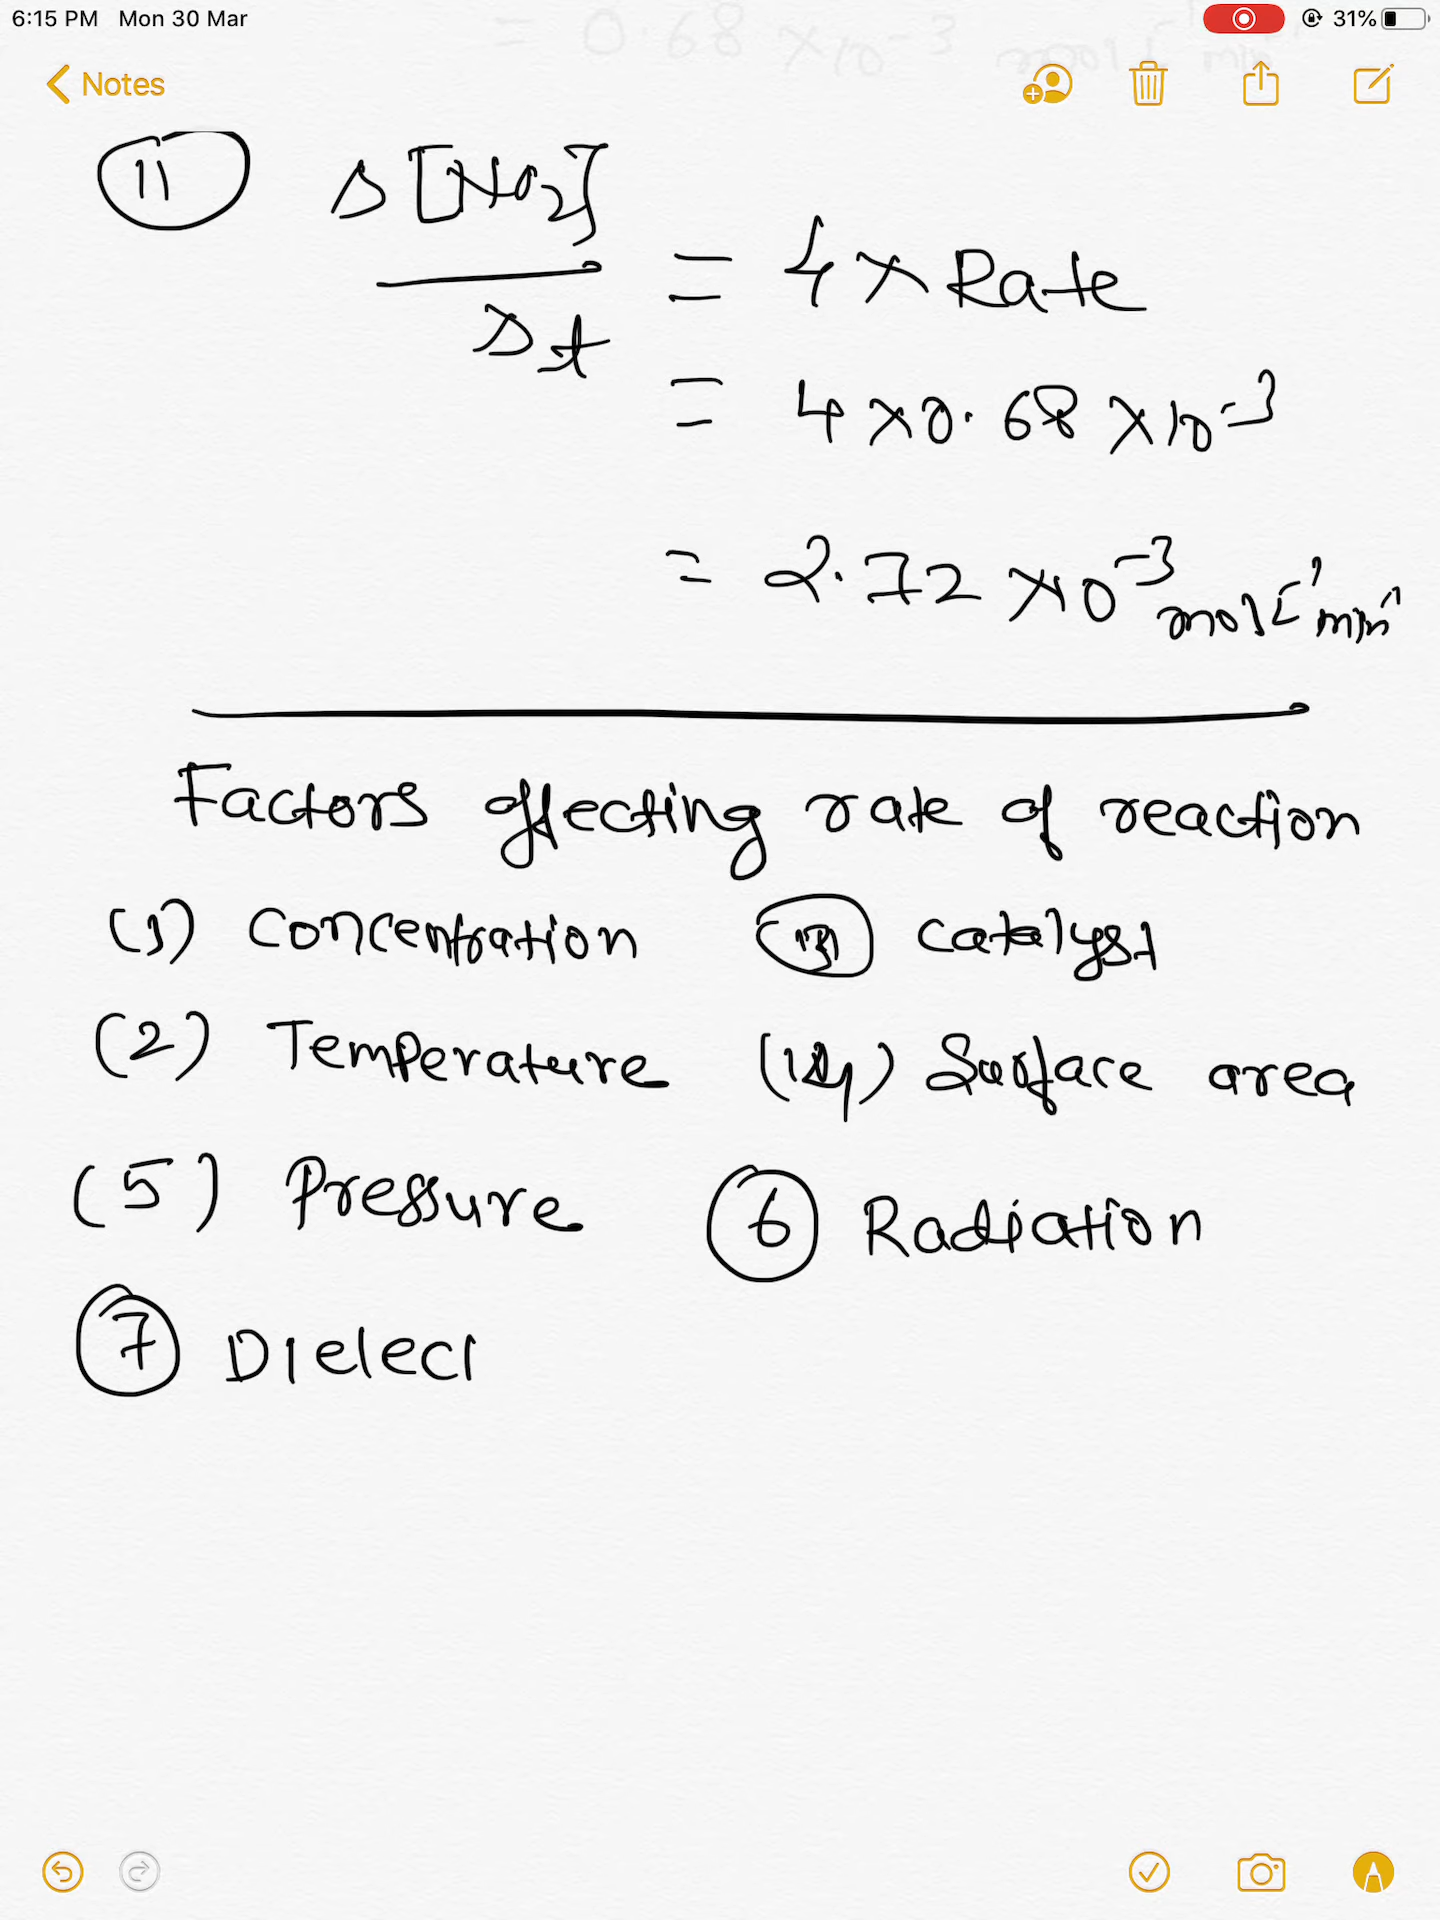 6:15 PM Mon 30 Mar 31%
Notes
(11) Δ[NO₂]
Δt
= 4 × Rate
= 4 × 0.68 × 10⁻³
= 2.72 × 10⁻³ mol L⁻¹ min⁻¹
Factors affecting rate of reaction
(1) Concentration (3) Catalyst
(2) Temperature (4) Surface area
(5) Pressure (6) Radiation
(7) Dielect